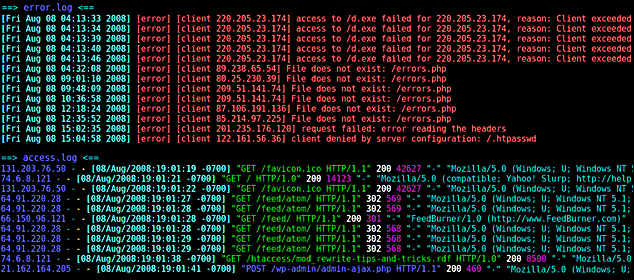 ==> error.log <==
[Fri Aug 08 04:13:33 2008] [error] [client 220.205.23.174] access to /d.exe failed for 220.205.23.174, reason: Client exceeded
[Fri Aug 08 04:13:34 2008] [error] [client 220.205.23.174] access to /d.exe failed for 220.205.23.174, reason: Client exceeded
[Fri Aug 08 04:13:39 2008] [error] [client 220.205.23.174] access to /d.exe failed for 220.205.23.174, reason: Client exceeded
[Fri Aug 08 04:13:40 2008] [error] [client 220.205.23.174] access to /d.exe failed for 220.205.23.174, reason: Client exceeded
[Fri Aug 08 04:13:46 2008] [error] [client 220.205.23.174] access to /d.exe failed for 220.205.23.174, reason: Client exceeded
[Fri Aug 08 04:32:08 2008] [error] [client 89.238.66.54] File does not exist: /errors.php
[Fri Aug 08 09:01:10 2008] [error] [client 80.25.230.39] File does not exist: /errors.php
[Fri Aug 08 09:48:09 2008] [error] [client 209.51.141.74] File does not exist: /errors.php
[Fri Aug 08 10:36:58 2008] [error] [client 209.51.141.74] File does not exist: /errors.php
[Fri Aug 08 12:18:24 2008] [error] [client 87.106.191.136] File does not exist: /errors.php
[Fri Aug 08 12:35:52 2008] [error] [client 85.214.97.225] File does not exist: /errors.php
[Fri Aug 08 15:02:35 2008] [error] [client 201.235.176.120] request failed: error reading the headers
[Fri Aug 08 15:04:58 2008] [error] [client 122.161.56.36] client denied by server configuration: /.htpasswd
==> access.log <==
131.203.76.50 - - [08/Aug/2008:19:01:19 -0700] "GET /favicon.ico HTTP/1.1" 200 42627 "-" "Mozilla/5.0 (Windows; U; Windows NT 5
74.6.8.121 - - [08/Aug/2008:19:01:21 -0700] "GET / HTTP/1.0" 200 14123 "-" "Mozilla/5.0 (compatible; Yahoo! Slurp; http://help
131.203.76.50 - - [08/Aug/2008:19:01:22 -0700] "GET /favicon.ico HTTP/1.1" 200 42627 "-" "Mozilla/5.0 (Windows; U; Windows NT 5
64.91.220.28 - - [08/Aug/2008:19:01:27 -0700] "GET /feed/atom/ HTTP/1.1" 302 569 "-" "Mozilla/5.0 (Windows; U; Windows NT 5.1;
64.91.220.28 - - [08/Aug/2008:19:01:28 -0700] "GET /feed/atom/ HTTP/1.1" 302 569 "-" "Mozilla/5.0 (Windows; U; Windows NT 5.1;
66.150.96.121 - - [08/Aug/2008:19:01:28 -0700] "GET /feed/ HTTP/1.1" 200 381 "-" "FeedBurner/1.0 (http://www.FeedBurner.com)"
64.91.220.28 - - [08/Aug/2008:19:01:28 -0700] "GET /feed/atom/ HTTP/1.1" 302 568 "-" "Mozilla/5.0 (Windows; U; Windows NT 5.1;
64.91.220.28 - - [08/Aug/2008:19:01:29 -0700] "GET /feed/atom/ HTTP/1.1" 302 568 "-" "Mozilla/5.0 (Windows; U; Windows NT 5.1;
64.91.220.28 - - [08/Aug/2008:19:01:29 -0700] "GET /feed/atom/ HTTP/1.1" 302 568 "-" "Mozilla/5.0 (Windows; U; Windows NT 5.1;
74.6.8.121 - - [08/Aug/2008:19:01:38 -0700] "GET /htaccess/mod_rewrite-tips-and-tricks.rdf HTTP/1.0" 200 8500 "-" "Mozilla/5.0
21.162.164.205 - - [08/Aug/2008:19:01:41 -0700] "POST /wp-admin/admin-ajax.php HTTP/1.1" 200 460 "-" "Mozilla/5.0 (Windows;